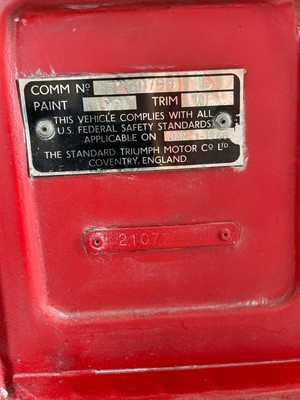 COMM Nº
PAINT TRIM
THIS VEHICLE COMPLIES WITH ALL
U.S. FEDERAL SAFETY STANDARDS
APPLICABLE ON
THE STANDARD TRIUMPH MOTOR CO LTD
COVENTRY, ENGLAND.